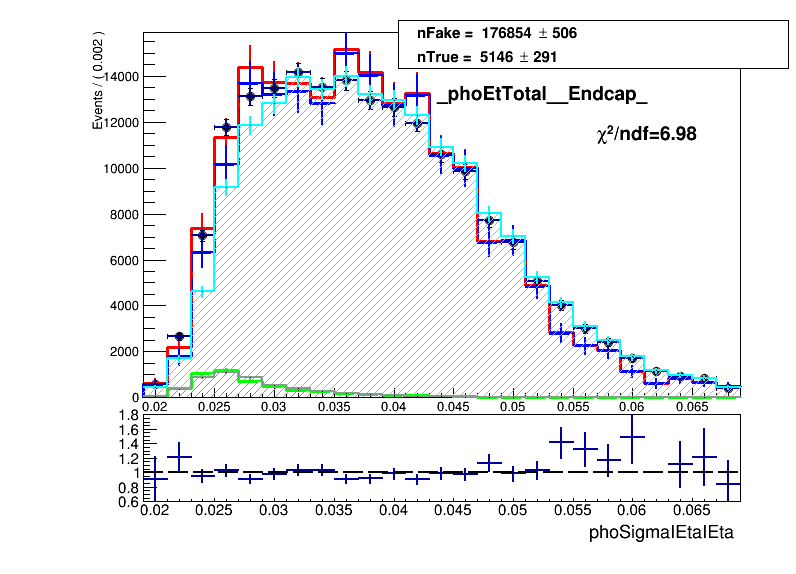 nFake = 176854 ± 506
nTrue = 5146 ± 291
Events / ( 0.002 )
_phoEtTotal__Endcap_
χ²/ndf=6.98
14000
12000
10000
8000
6000
4000
2000
0
0.02 0.025 0.03 0.035 0.04 0.045 0.05 0.055 0.06 0.065
1.8
1.6
1.4
1.2
1
0.8
0.6
0.02 0.025 0.03 0.035 0.04 0.045 0.05 0.055 0.06 0.065
phoSigmaIEtaIEta